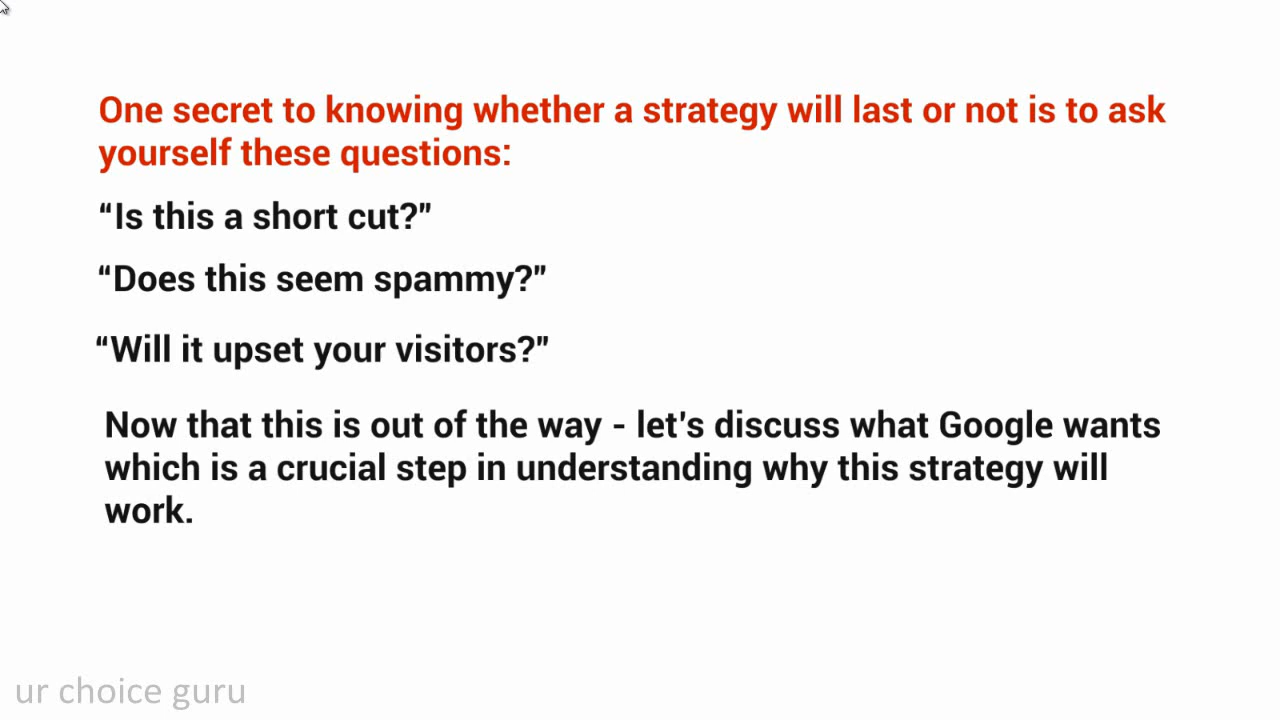 One secret to knowing whether a strategy will last or not is to ask
yourself these questions:
“Is this a short cut?”
“Does this seem spammy?”
“Will it upset your visitors?”
Now that this is out of the way - let's discuss what Google wants
which is a crucial step in understanding why this strategy will
work.
ur choice guru